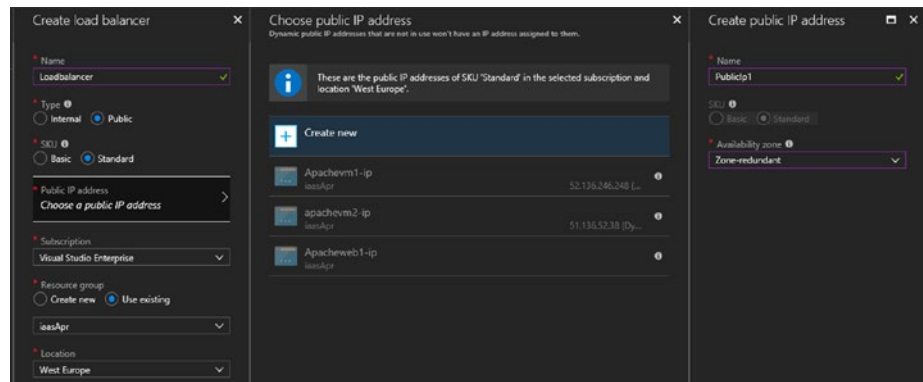 Create load balancer
* Name
Loadbalancer
* Type
Internal Public
* SKU
Basic Standard
* Public IP address
Choose a public IP address
* Subscription
Visual Studio Enterprise
* Resource group
Create new Use existing
iaasApr
* Location
West Europe
Choose public IP address
Dynamic public IP addresses that are not in use won't have an IP address assigned to them.
These are the public IP addresses of SKU 'Standard' in the selected subscription and
location 'West Europe'.
Create new
Apachevm1-ip
iaasApr
52.136.246.248 (...
apachevm2-ip
iaasApr
51.136.52.38 (Dy...
Apacheweb1-ip
iaasApr
Create public IP address
* Name
PublicIp1
SKU
Basic Standard
* Availability zone
Zone-redundant